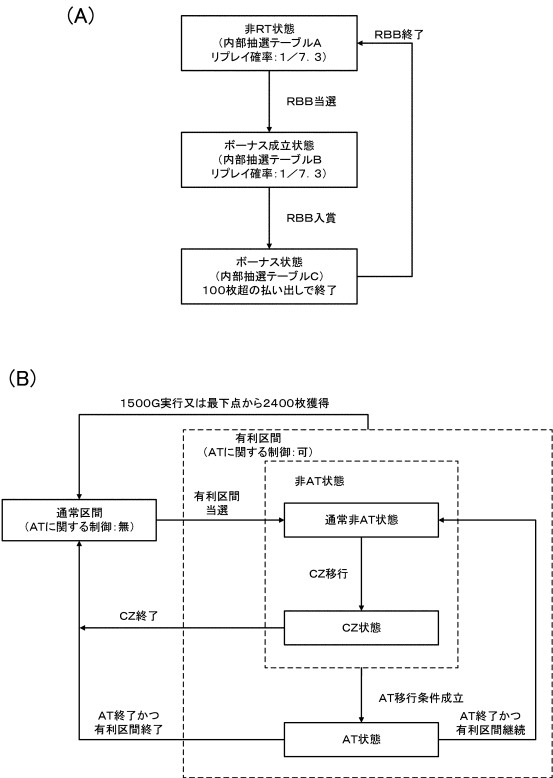 (A)
非RT状態
(内部抽選テーブルA
リプレイ確率:1/7.3)
RBB終了
RBB当選
ボーナス成立状態
(内部抽選テーブルB
リプレイ確率:1/7.3)
RBB入賞
ボーナス状態
(内部抽選テーブルC)
100枚超の払い出しで終了
(B)
1500G実行又は最下点から2400枚獲得
有利区間
(ATに関する制御:可)
非AT状態
通常区間
(ATに関する制御:無)
有利区間
当選
通常非AT状態
CZ移行
CZ終了
CZ状態
AT移行条件成立
AT終了かつ
有利区間終了
AT終了かつ
有利区間継続
AT状態